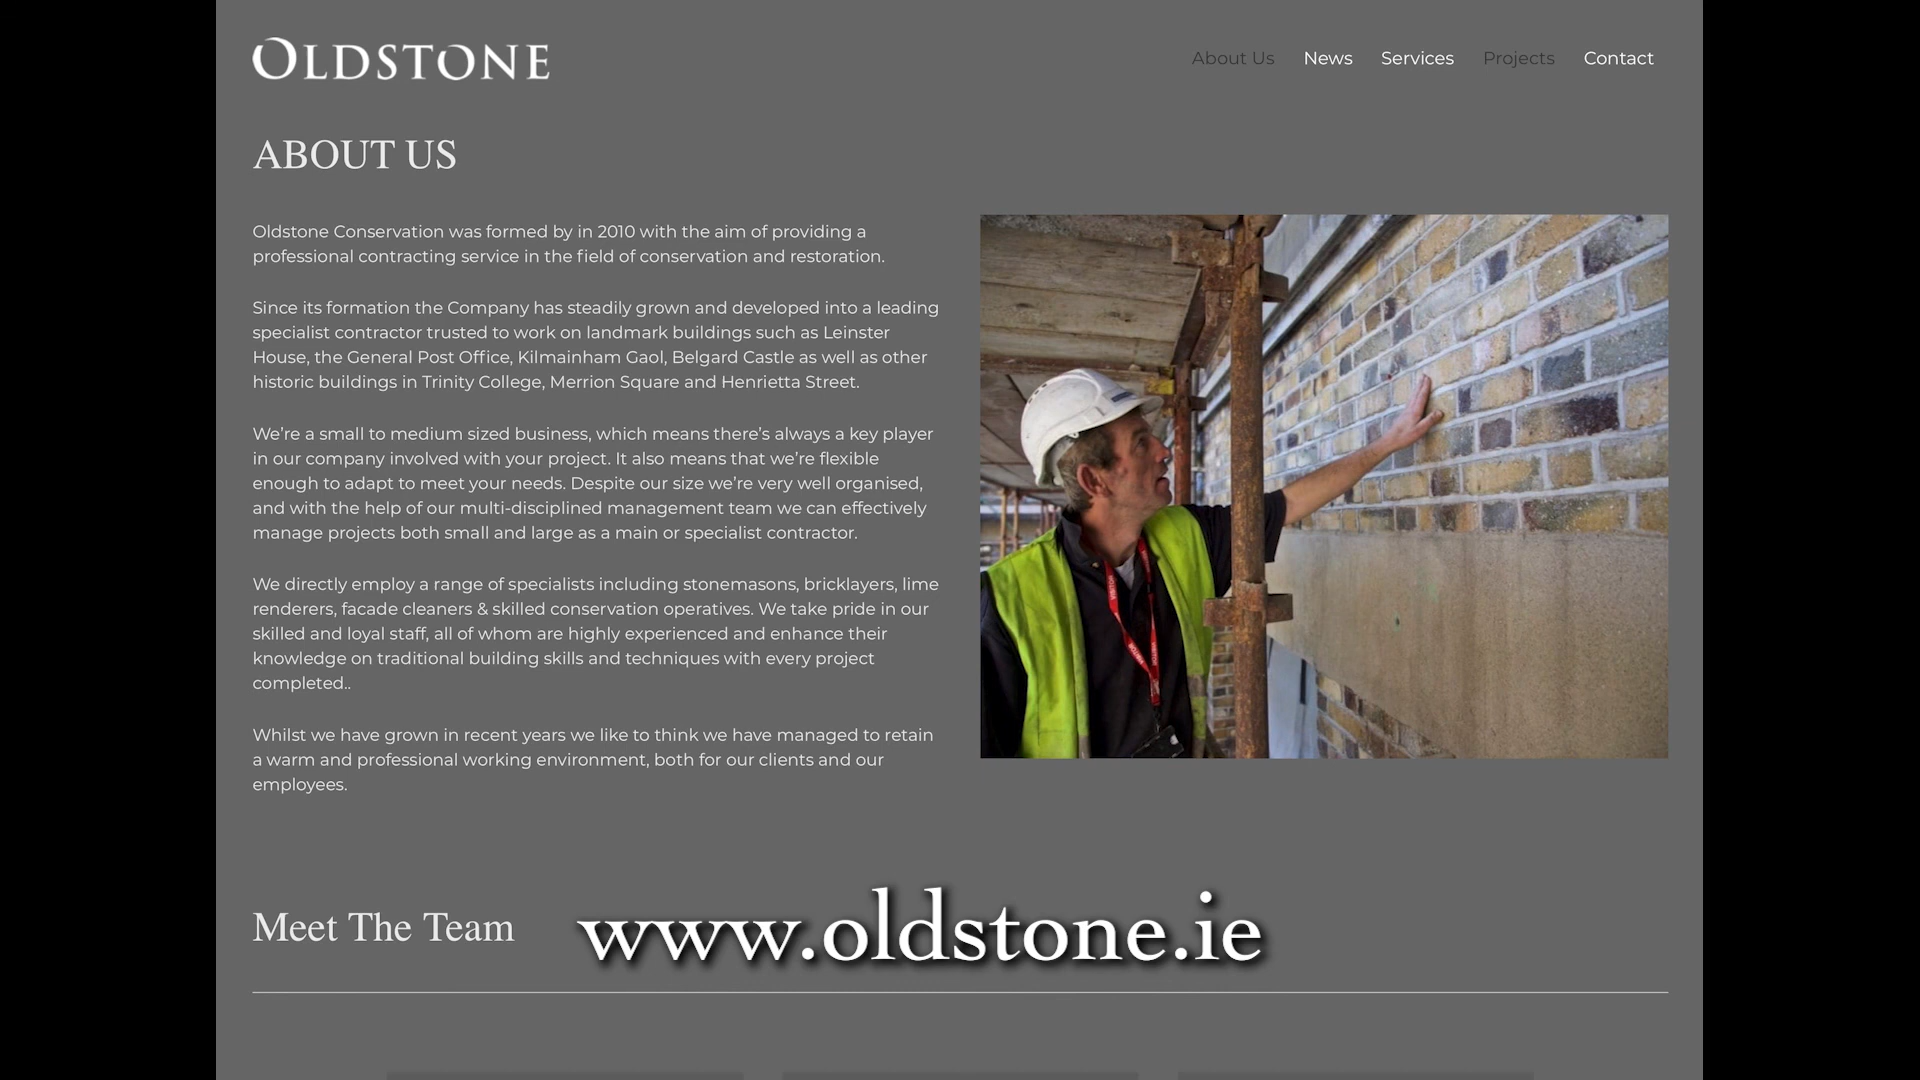 OLDSTONE
About Us News Services Projects Contact
ABOUT US
Oldstone Conservation was formed by in 2010 with the aim of providing a
professional contracting service in the field of conservation and restoration.
Since its formation the Company has steadily grown and developed into a leading
specialist contractor trusted to work on landmark buildings such as Leinster
House, the General Post Office, Kilmainham Gaol, Belgard Castle as well as other
historic buildings in Trinity College, Merrion Square and Henrietta Street.
We’re a small to medium sized business, which means there’s always a key player
in our company involved with your project. It also means that we’re flexible
enough to adapt to meet your needs. Despite our size we’re very well organised,
and with the help of our multi-disciplined management team we can effectively
manage projects both small and large as a main or specialist contractor.
We directly employ a range of specialists including stonemasons, bricklayers, lime
renderers, facade cleaners & skilled conservation operatives. We take pride in our
skilled and loyal staff, all of whom are highly experienced and enhance their
knowledge on traditional building skills and techniques with every project
completed..
Whilst we have grown in recent years we like to think we have managed to retain
a warm and professional working environment, both for our clients and our
employees.
VISITOR
VISITOR
VISITOR
Meet The Team
www.oldstone.ie